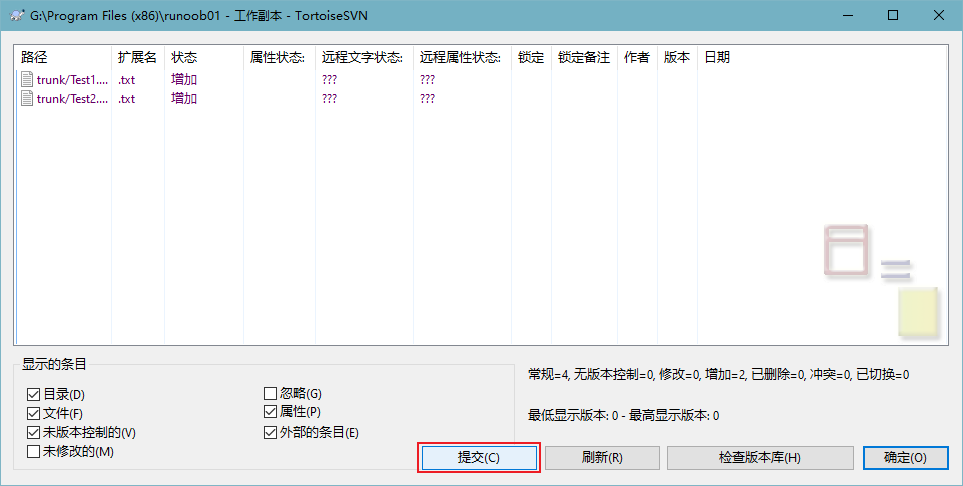 G:\Program Files (x86)\runoob01 - 工作副本 - TortoiseSVN
路径 扩展名 状态 属性状态: 远程文字状态: 远程属性状态: 锁定 锁定备注 作者 版本 日期
trunk/Test1.... .txt 增加 ??? ???
trunk/Test2.... .txt 增加 ??? ???
显示的条目
目录(D)
文件(F)
未版本控制的(V)
未修改的(M)
忽略(G)
属性(P)
外部的条目(E)
常规=4, 无版本控制=0, 修改=0, 增加=2, 已删除=0, 冲突=0, 已切换=0
最低显示版本: 0 - 最高显示版本: 0
提交(C) 刷新(R) 检查版本库(H) 确定(O)